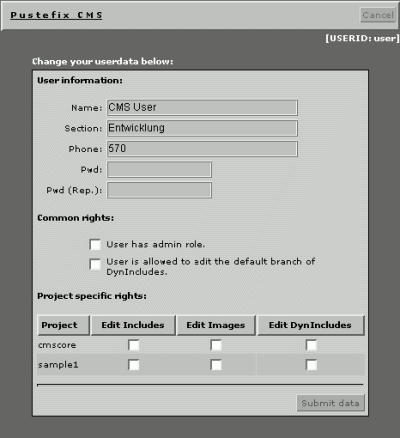 Pustefix CMS
Cancel
[USERID: user]
Change your userdata below:
User information:
Name: CMS User
Section: Entwicklung
Phone: 570
Pwd:
Pwd (Rep.):
Common rights:
User has admin role.
User is allowed to edit the default branch of
DynIncludes.
Project specific rights:
Project Edit Includes Edit Images Edit DynIncludes
cmscore
sample1
Submit data